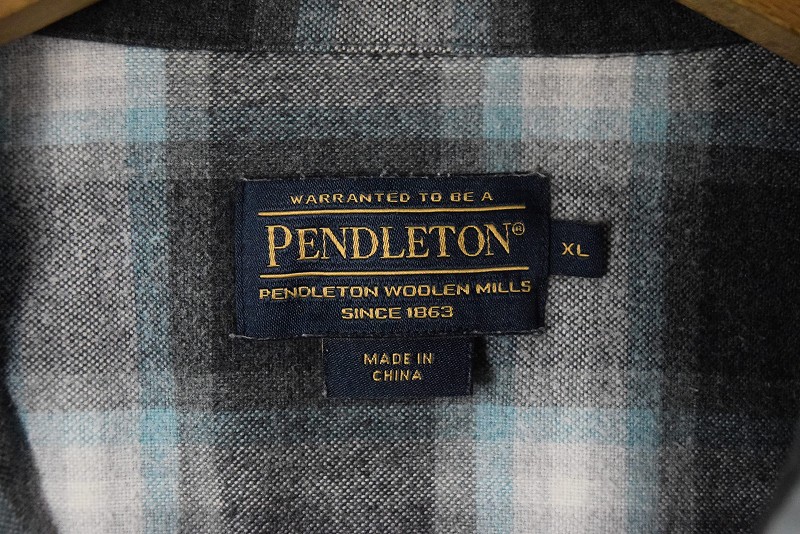 WARRANTED TO BE A
PENDLETON®
XL
PENDLETON WOOLEN MILLS
SINCE 1863
MADE IN
CHINA